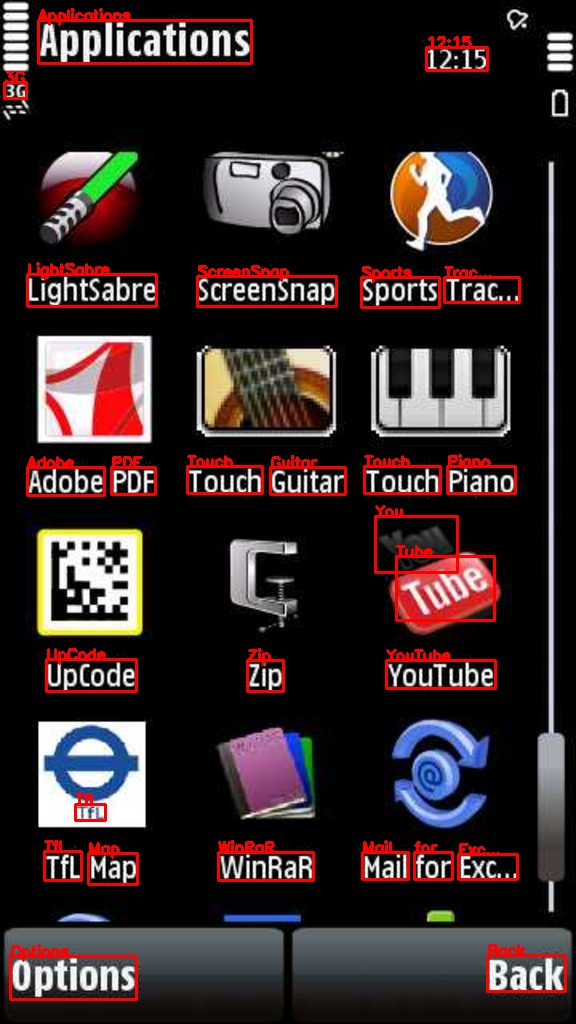 Applications
12:15
3G
LightSabre ScreenSnap Sports Trac...
Adobe PDF Touch Guitar Touch Piano
You
Tube
UpCode Zip YouTube
TfL
TfL Map WinRaR Mail for Exc...
Options Back